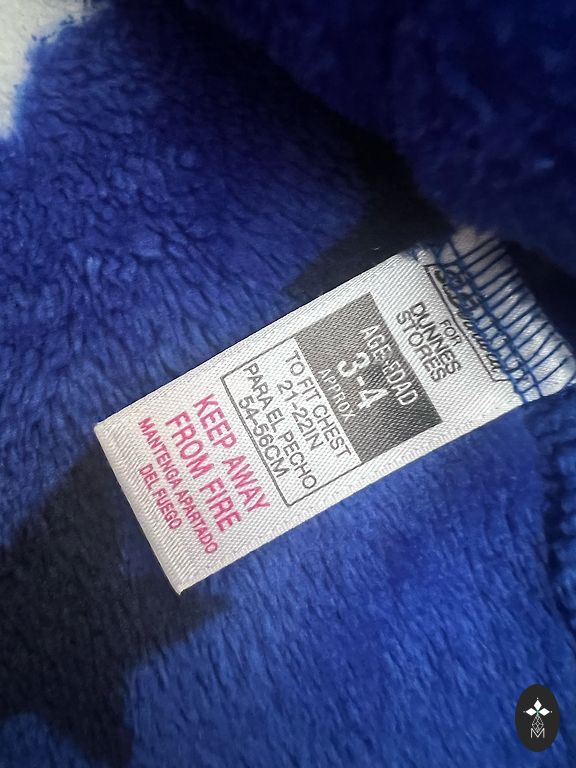 FOR
DUNNES
STORES
AGE-EDAD
3-4
APPROX
TO FIT CHEST
21-22IN
PARA EL PECHO
54-56CM
KEEP AWAY
FROM FIRE
MANTENGA APARTADO
DEL FUEGO
M